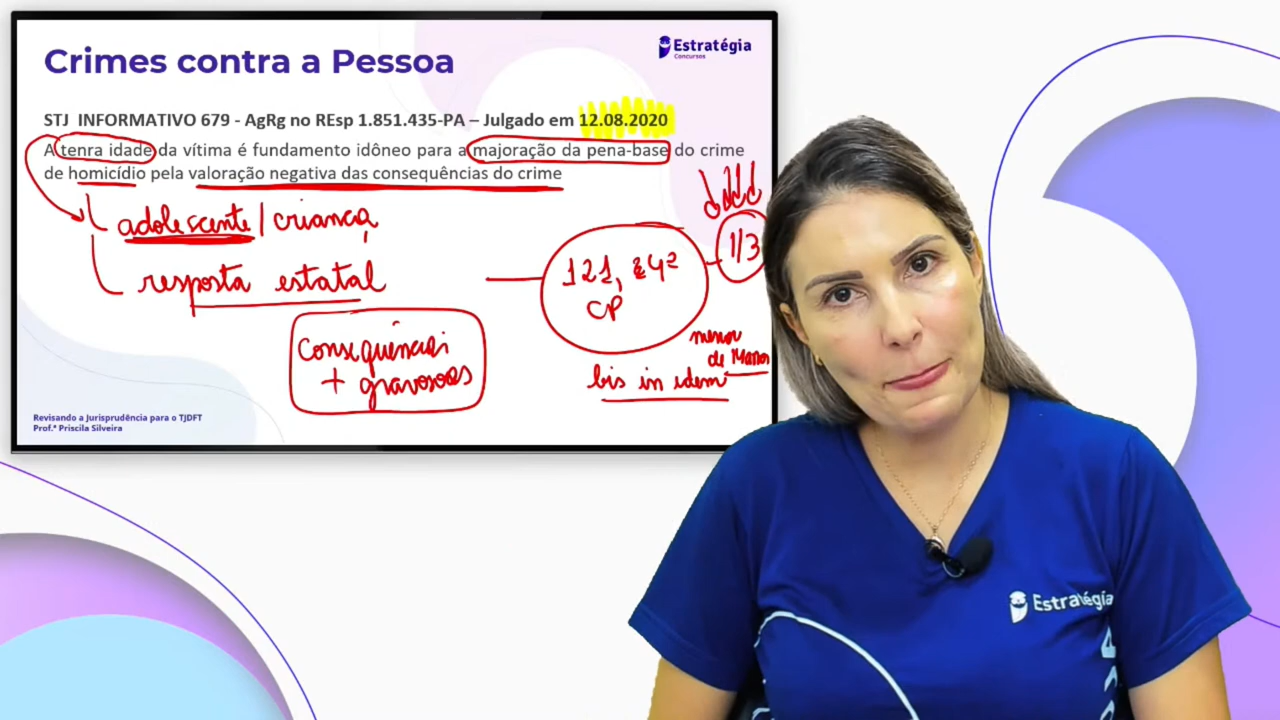 Crimes contra a Pessoa
Estratégia
Concursos
STJ INFORMATIVO 679 - AgRg no REsp 1.851.435-PA – Julgado em 12.08.2020
A tenra idade da vítima é fundamento idôneo para a majoração da pena-base do crime
de homicídio pela valoração negativa das consequências do crime
adolescente / criança
resposta estatal
121, § 4º
CP
1/3
consequências
+ gravosas
menor
de 14 anos
bis in idem
Revisando a Jurisprudência para o TJDFT
Prof.ª Priscila Silveira
Estratégia